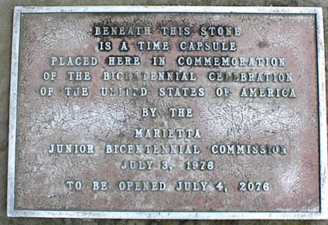 BENEATH THIS STONE
IS A TIME CAPSULE
PLACED HERE IN COMMEMORATION
OF THE BICENTENNIAL CELEBRATION
OF THE UNITED STATES OF AMERICA
BY THE
MARIETTA
JUNIOR BICENTENNIAL COMMISSION
JULY 3, 1976
TO BE OPENED JULY 4, 2076